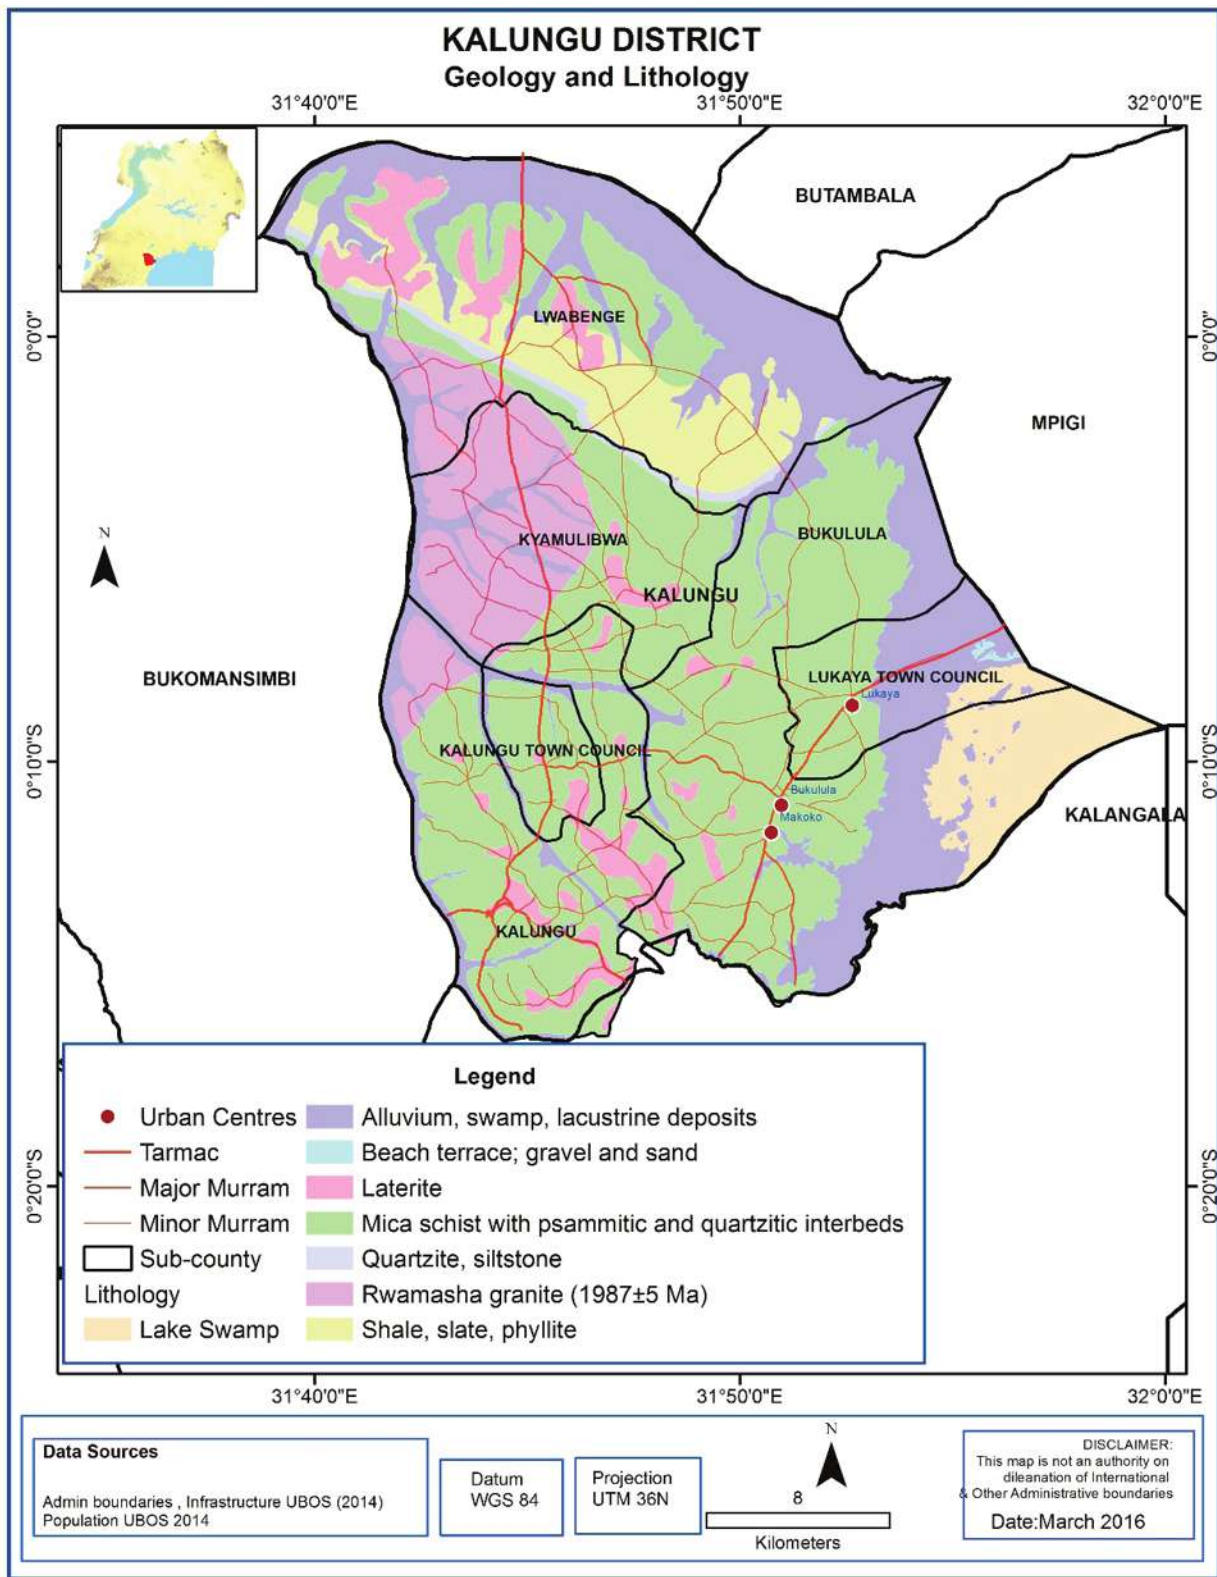 KALUNGU DISTRICT
Geology and Lithology
31°40'0"E
31°50'0"E
32°0'0"E
BUTAMBALA
LWABENGE
0°0'0"
0°0'0"
MPIGI
N
KYAMULIBWA
BUKULULA
KALUNGU
BUKOMANSIMBI
LUKAYA TOWN COUNCIL
Lukaya
KALUNGU TOWN COUNCIL
0°10'0"S
0°10'0"S
Bukulula
Makoko
KALANGALA
KALUNGU
Legend
Urban Centres
Tarmac
Major Murram
Minor Murram
Sub-county
Lithology
Lake Swamp
Alluvium, swamp, lacustrine deposits
Beach terrace; gravel and sand
Laterite
Mica schist with psammitic and quartzitic interbeds
Quartzite, siltstone
Rwamasha granite (1987±5 Ma)
Shale, slate, phyllite
0°20'0"S
0°20'0"S
31°40'0"E
31°50'0"E
32°0'0"E
Data Sources
Admin boundaries , Infrastructure UBOS (2014)
Population UBOS 2014
Datum
WGS 84
Projection
UTM 36N
N
8
Kilometers
DISCLAIMER:
This map is not an authority on
dileanation of International
& Other Administrative boundaries
Date:March 2016